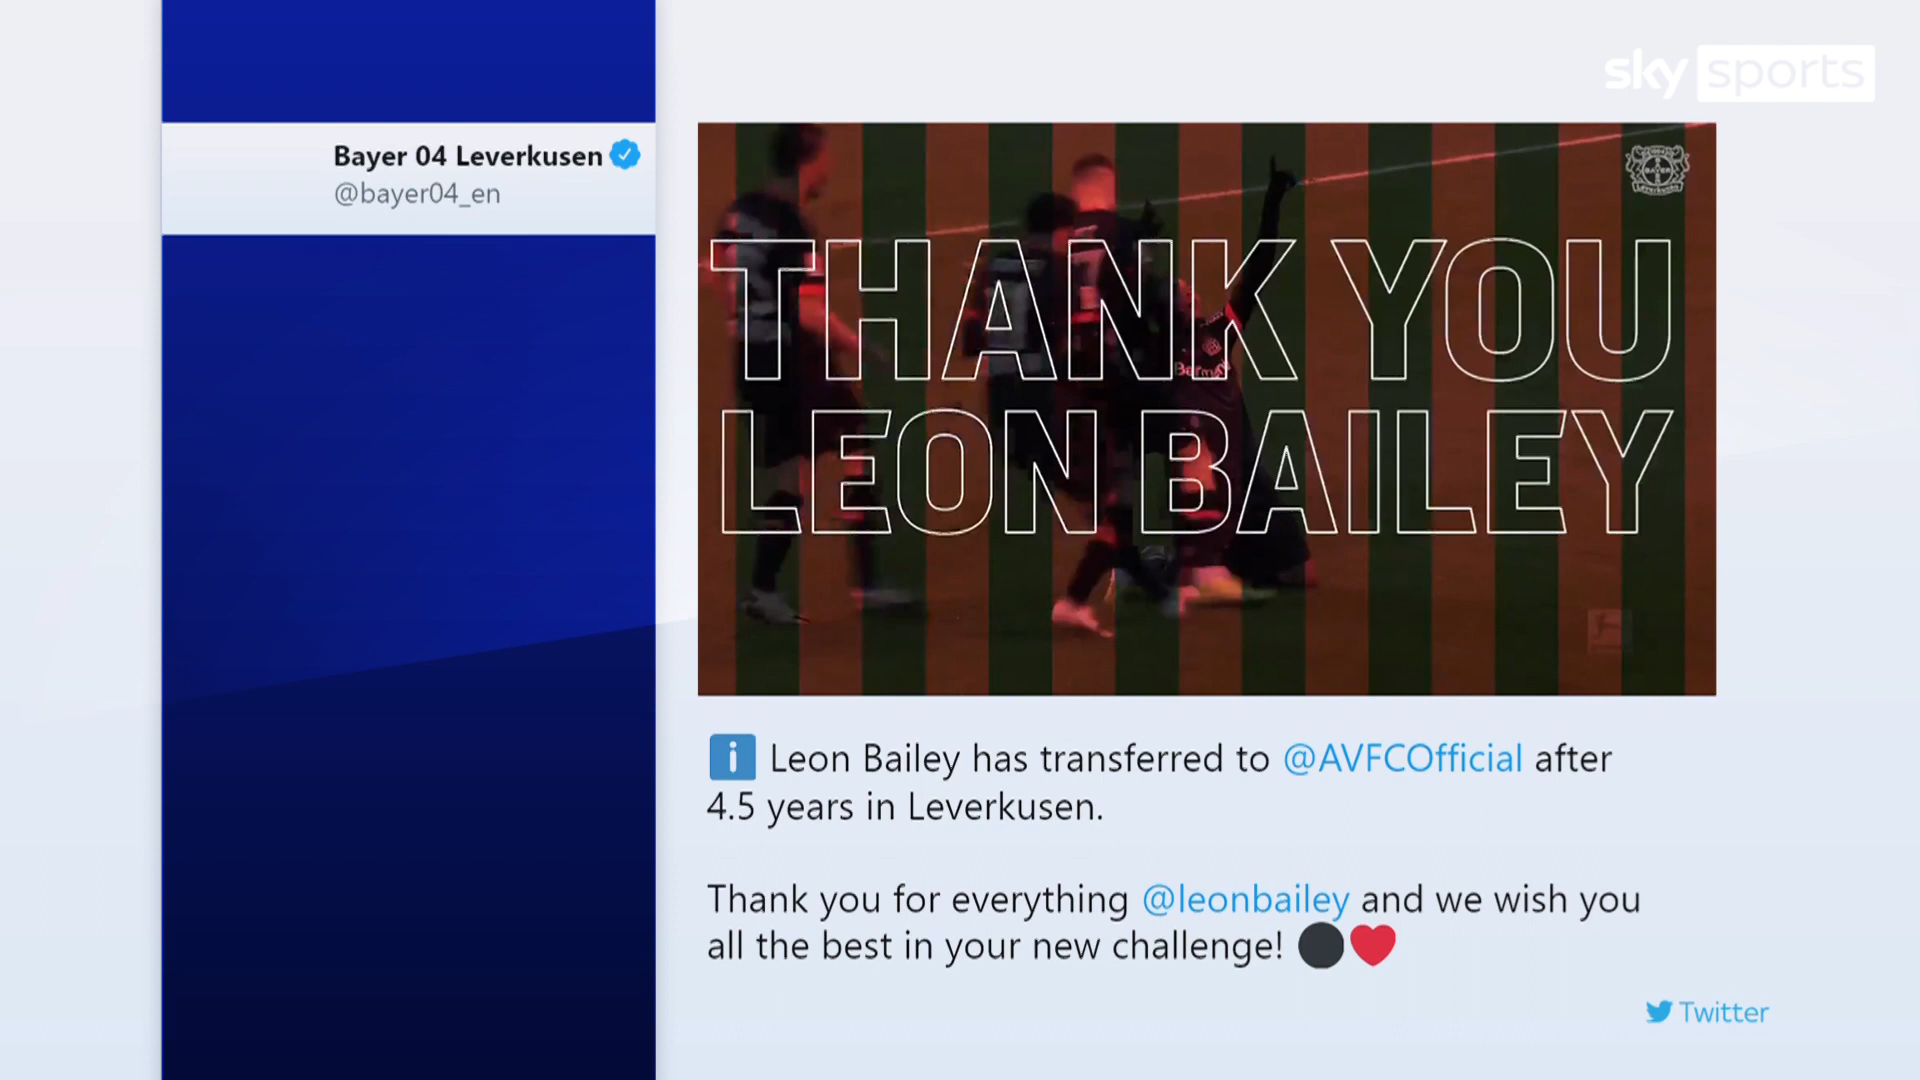 sky sports
Bayer 04 Leverkusen
@bayer04_en
THANK YOU
LEON BAILEY
Leon Bailey has transferred to @AVFCOfficial after
4.5 years in Leverkusen.
Thank you for everything @leonbailey and we wish you
all the best in your new challenge! ⚫❤️
Twitter